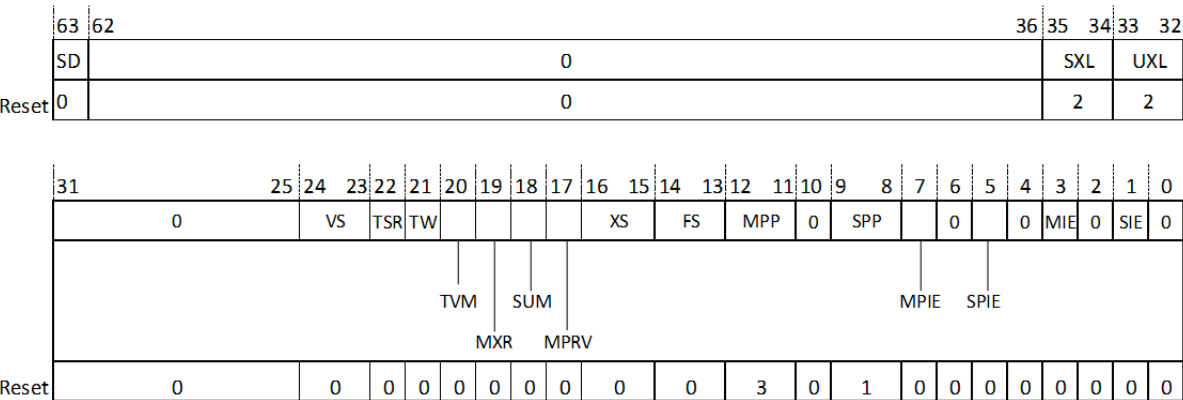 63 62 36 35 34 33 32
SD 0 SXL UXL
Reset 0 0 2 2
31 25 24 23 22 21 20 19 18 17 16 15 14 13 12 11 10 9 8 7 6 5 4 3 2 1 0
0 VS TSR TW XS FS MPP 0 SPP 0 0 MIE 0 SIE 0
TVM SUM MPIE SPIE
MXR MPRV
Reset 0 0 0 0 0 0 0 0 0 0 3 0 1 0 0 0 0 0 0 0 0